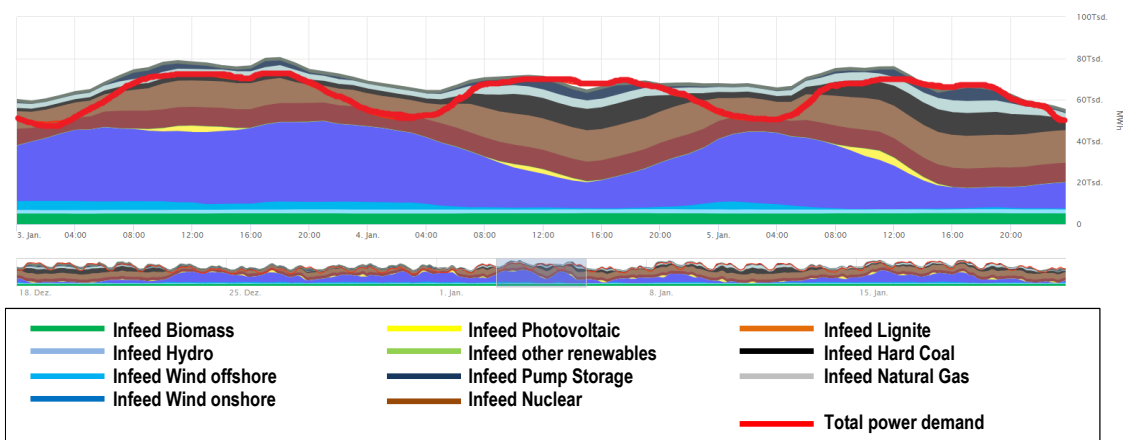 100Tsd.
80Tsd.
60Tsd.
MWh
40Tsd.
20Tsd.
0
3. Jan. 04:00 08:00 12:00 16:00 20:00 4. Jan. 04:00 08:00 12:00 16:00 20:00 5. Jan. 04:00 08:00 12:00 16:00 20:00
18. Dez. 25. Dez. 1. Jan. 8. Jan. 15. Jan.
Infeed Biomass Infeed Photovoltaic Infeed Lignite
Infeed Hydro Infeed other renewables Infeed Hard Coal
Infeed Wind offshore Infeed Pump Storage Infeed Natural Gas
Infeed Wind onshore Infeed Nuclear
Total power demand